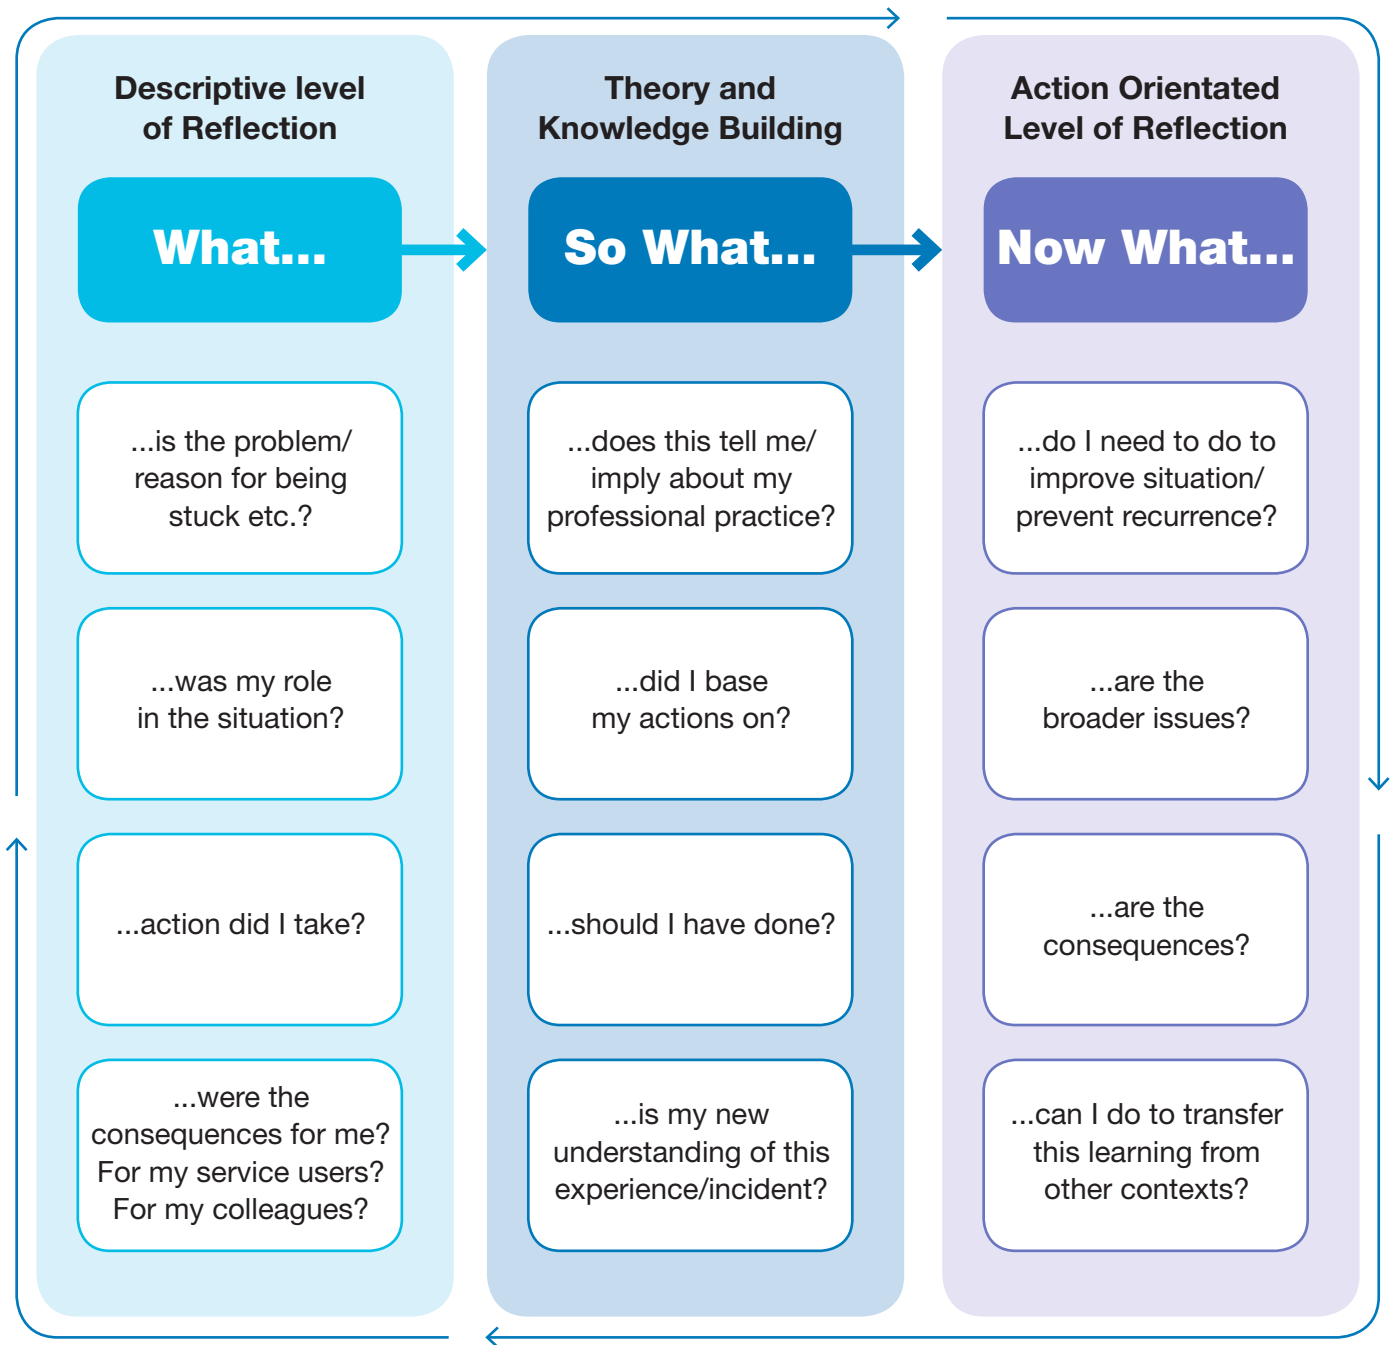 Descriptive level
of Reflection
What...
...is the problem/
reason for being
stuck etc.?
...was my role
in the situation?
...action did I take?
...were the
consequences for me?
For my service users?
For my colleagues?
Theory and
Knowledge Building
So What...
...does this tell me/
imply about my
professional practice?
...did I base
my actions on?
...should I have done?
...is my new
understanding of this
experience/incident?
Action Orientated
Level of Reflection
Now What...
...do I need to do to
improve situation/
prevent recurrence?
...are the
broader issues?
...are the
consequences?
...can I do to transfer
this learning from
other contexts?